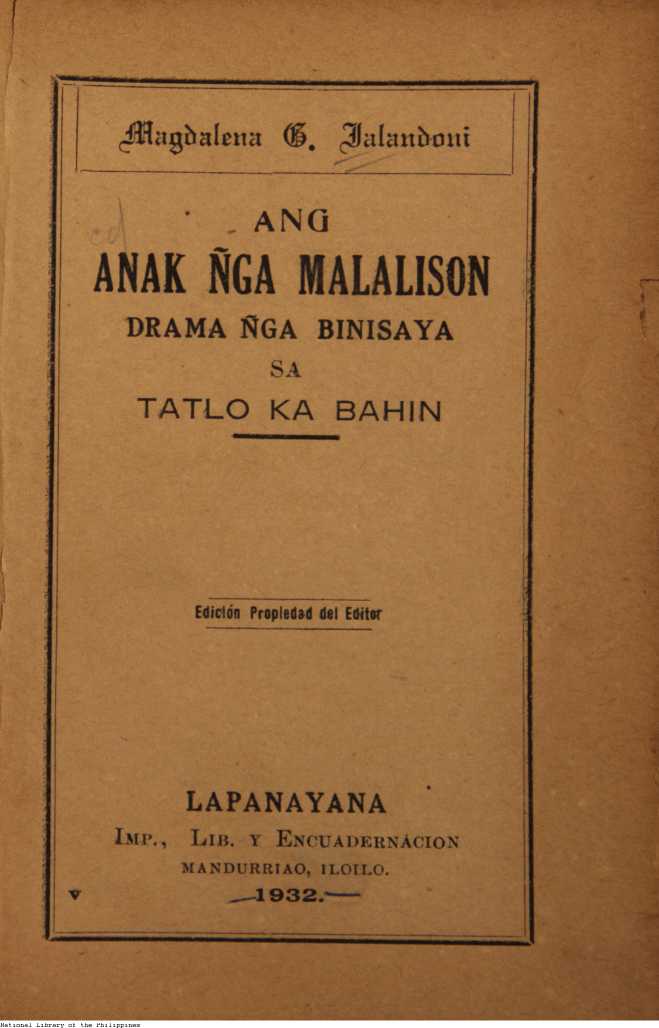 Magdalena G. Jalandoni
ANG
ANAK ÑGA MALALISON
DRAMA ÑGA BINISAYA
SA
TATLO KA BAHIN
Edición Propiedad del Editor
LAPANAYANA
IMP., LIB. Y ENCUADERNÁCION
MANDURRIAO, ILOILO.
v
—1932.—
National Library of the Philippines